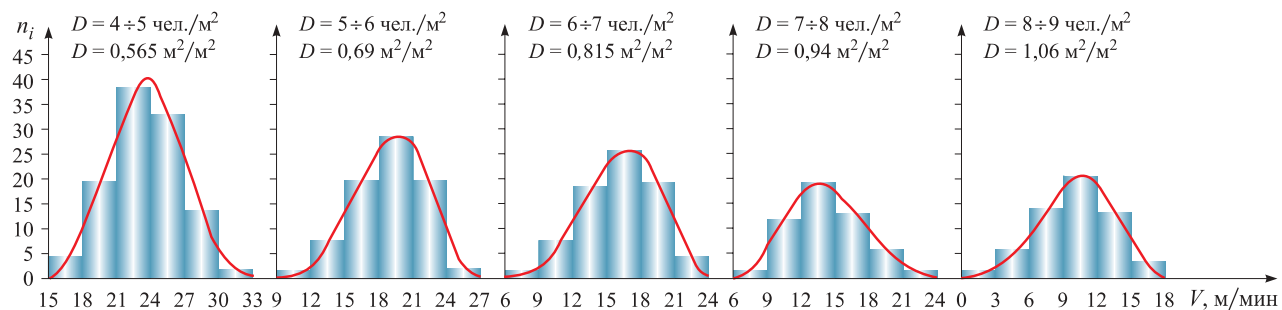 nᵢ
D = 4÷5 чел./м²
D = 0,565 м²/м²
D = 5÷6 чел./м²
D = 0,69 м²/м²
D = 6÷7 чел./м²
D = 0,815 м²/м²
D = 7÷8 чел./м²
D = 0,94 м²/м²
D = 8÷9 чел./м²
D = 1,06 м²/м²
45
40
35
30
25
20
15
10
5
0
15 18 21 24 27 30 33 9 12 15 18 21 24 27 6 9 12 15 18 21 24 6 9 12 15 18 21 24 0 3 6 9 12 15 18 V, м/мин